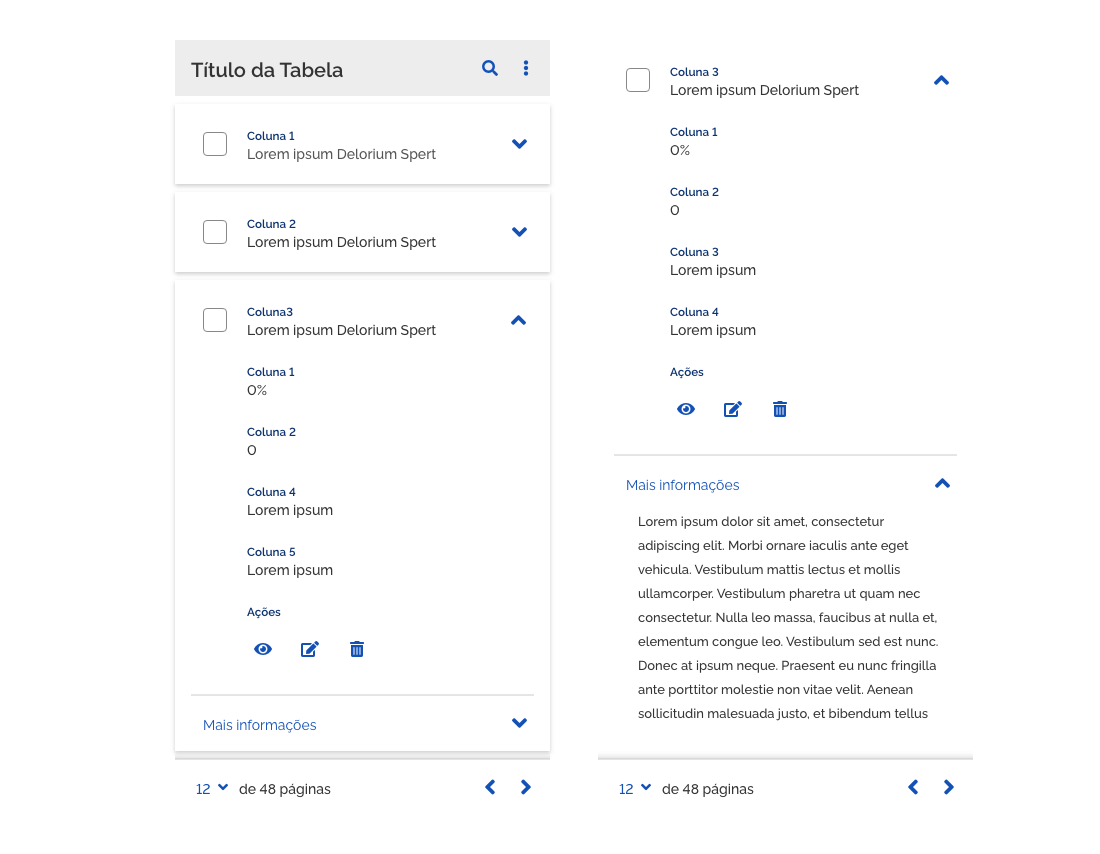 Título da Tabela
Coluna 1
Lorem ipsum Delorium Spert
Coluna 2
Lorem ipsum Delorium Spert
Coluna3
Lorem ipsum Delorium Spert
Coluna 1
0%
Coluna 2
0
Coluna 4
Lorem ipsum
Coluna 5
Lorem ipsum
Ações
Mais informações
12 de 48 páginas
Coluna 3
Lorem ipsum Delorium Spert
Coluna 1
0%
Coluna 2
0
Coluna 3
Lorem ipsum
Coluna 4
Lorem ipsum
Ações
Mais informações
Lorem ipsum dolor sit amet, consectetur
adipiscing elit. Morbi ornare iaculis ante eget
vehicula. Vestibulum mattis lectus et mollis
ullamcorper. Vestibulum pharetra ut quam nec
consectetur. Nulla leo massa, faucibus at nulla et,
elementum congue leo. Vestibulum sed est nunc.
Donec at ipsum neque. Praesent eu nunc fringilla
ante porttitor molestie non vitae velit. Aenean
sollicitudin malesuada justo, et bibendum tellus
12 de 48 páginas